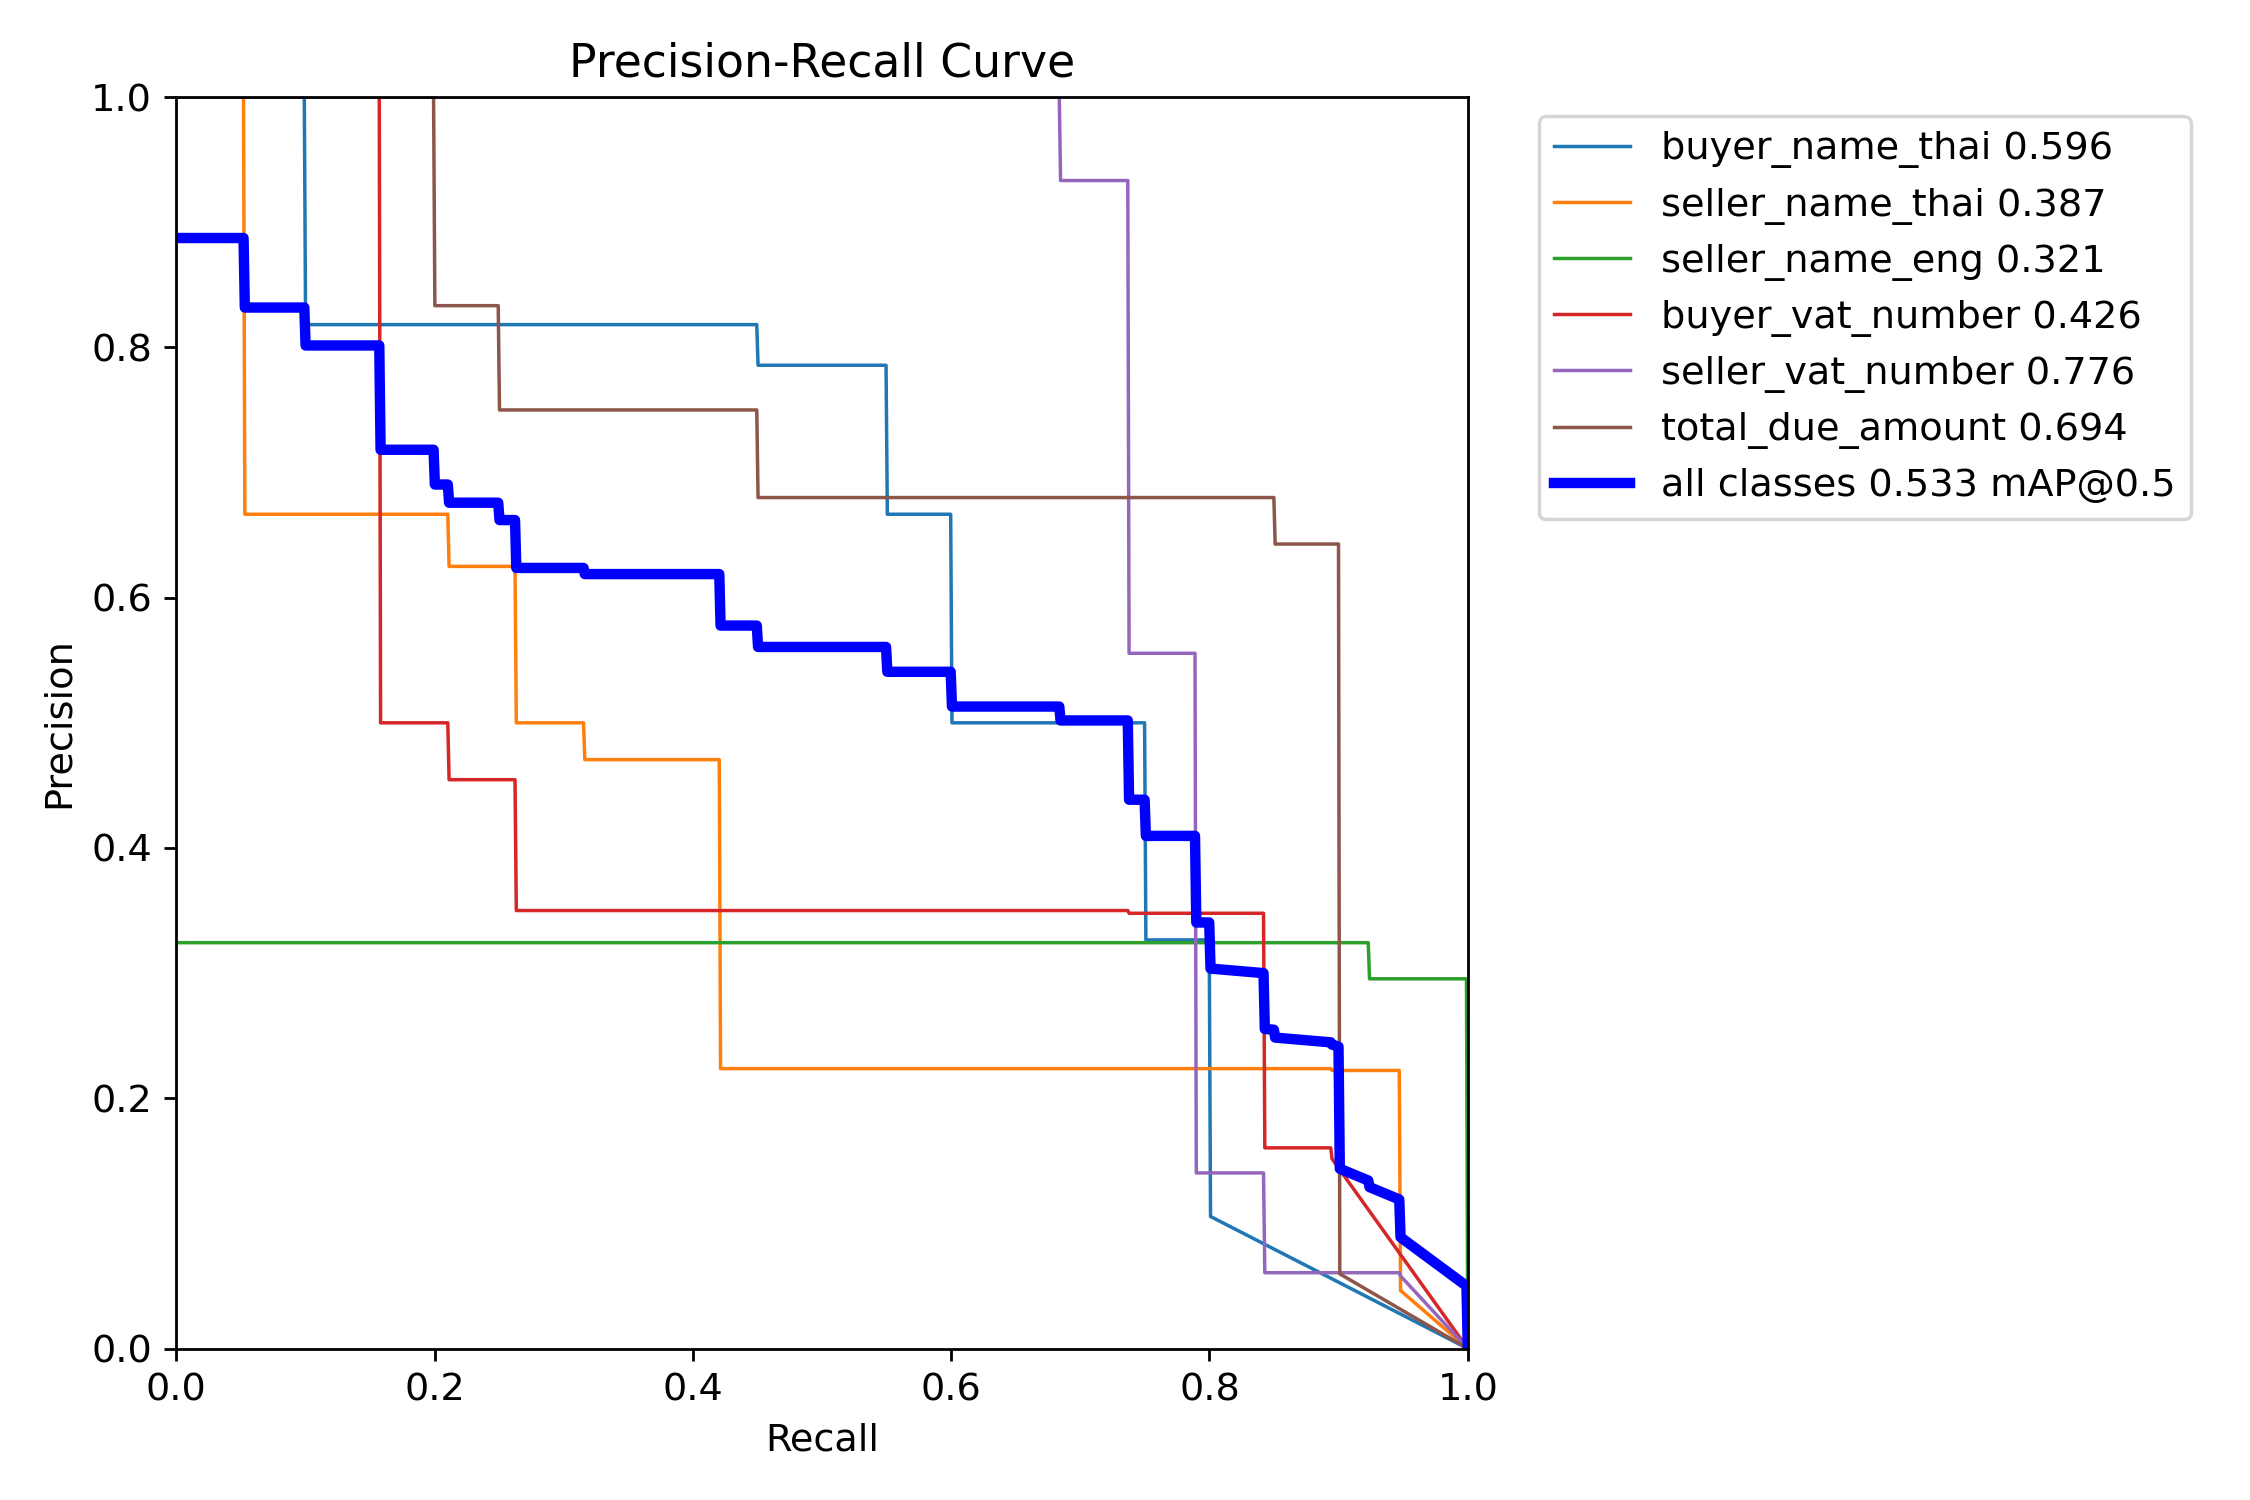 Precision-Recall Curve
1.0
0.8
0.6
0.4
0.2
0.0
Precision
0.0 0.2 0.4 0.6 0.8 1.0
Recall
buyer_name_thai 0.596
seller_name_thai 0.387
seller_name_eng 0.321
buyer_vat_number 0.426
seller_vat_number 0.776
total_due_amount 0.694
all classes 0.533 mAP@0.5